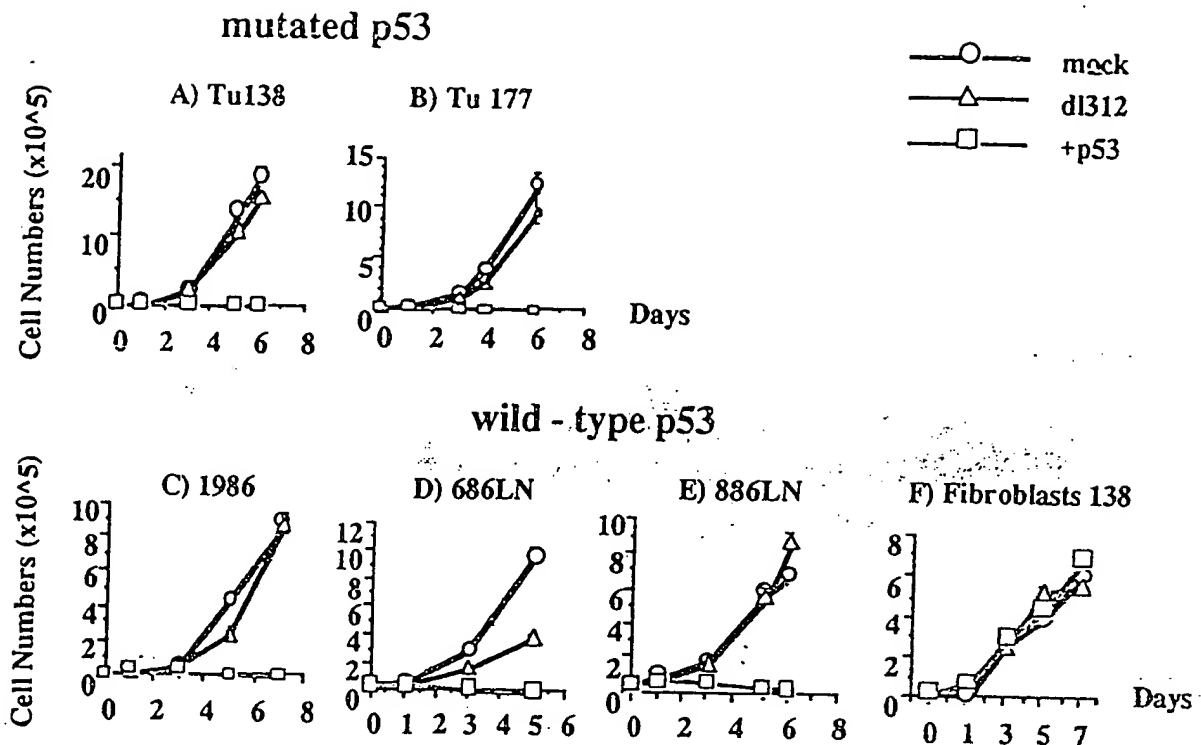 mutated p53
mock
dl312
+p53
Cell Numbers (x10^5)
A) Tu138
20
10
0
0 2 4 6 8
B) Tu 177
15
10
5
0
0 2 4 6 8
Days
wild - type p53
Cell Numbers (x10^5)
C) 1986
10
8
6
4
2
0
0 2 4 6 8
D) 686LN
12
10
8
6
4
2
0
0 1 2 3 4 5 6
E) 886LN
10
8
6
4
2
0
0 2 4 6 8
F) Fibroblasts 138
8
6
4
2
0
0 1 3 5 7
Days